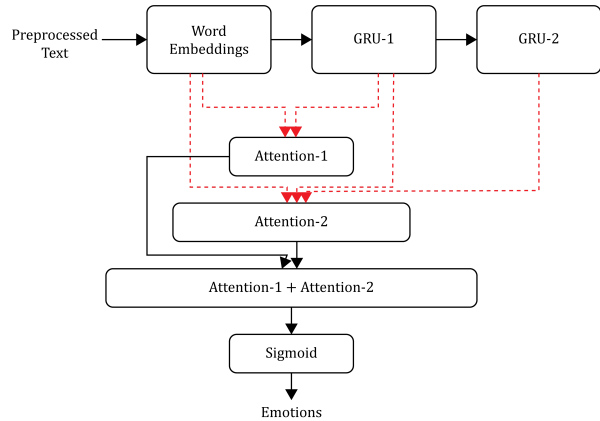 Preprocessed
Text
Word
Embeddings
GRU-1
GRU-2
Attention-1
Attention-2
Attention-1 + Attention-2
Sigmoid
Emotions